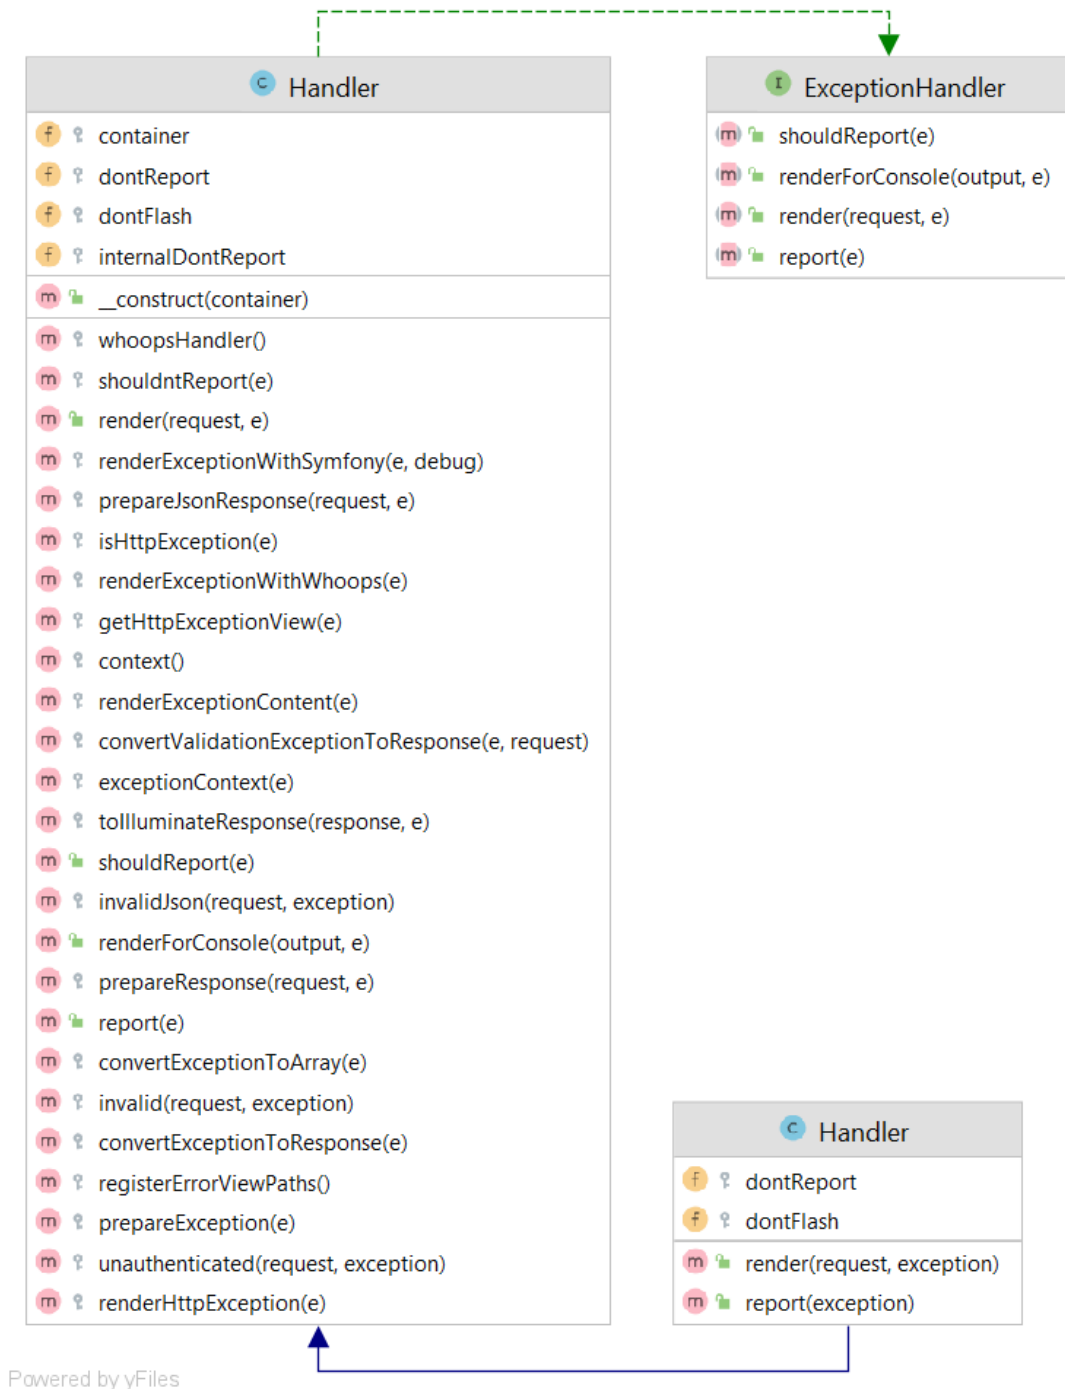 Handler
container
dontReport
dontFlash
internalDontReport
__construct(container)
whoopsHandler()
shouldntReport(e)
render(request, e)
renderExceptionWithSymfony(e, debug)
prepareJsonResponse(request, e)
isHttpException(e)
renderExceptionWithWhoops(e)
getHttpExceptionView(e)
context()
renderExceptionContent(e)
convertValidationExceptionToResponse(e, request)
exceptionContext(e)
toIlluminateResponse(response, e)
shouldReport(e)
invalidJson(request, exception)
renderForConsole(output, e)
prepareResponse(request, e)
report(e)
convertExceptionToArray(e)
invalid(request, exception)
convertExceptionToResponse(e)
registerErrorViewPaths()
prepareException(e)
unauthenticated(request, exception)
renderHttpException(e)
ExceptionHandler
shouldReport(e)
renderForConsole(output, e)
render(request, e)
report(e)
Handler
dontReport
dontFlash
render(request, exception)
report(exception)
Powered by yFiles